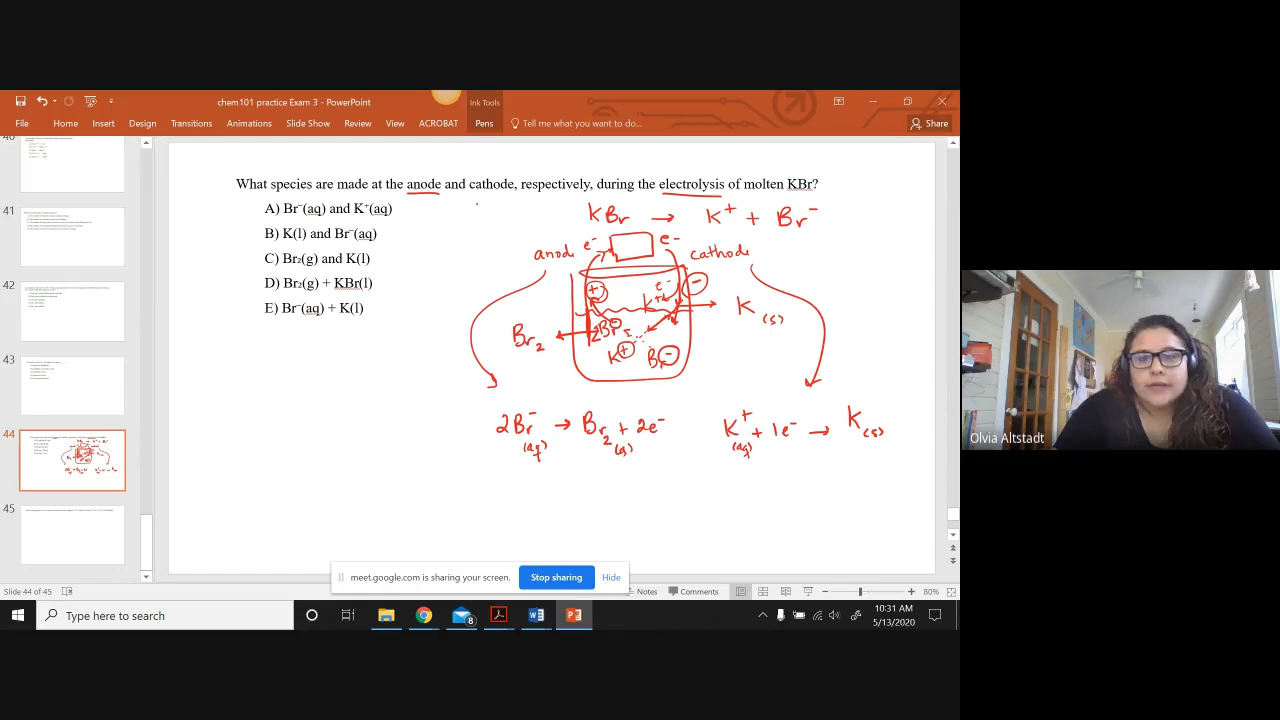 chem101 practice Exam 3 - PowerPoint
Ink Tools
File Home Insert Design Transitions Animations Slide Show Review View ACROBAT Pens Tell me what you want to do... Share
40
41
42
43
44
45
What species are made at the anode and cathode, respectively, during the electrolysis of molten KBr?
A) Br⁻(aq) and K⁺(aq)
B) K(l) and Br⁻(aq)
C) Br₂(g) and K(l)
D) Br₂(g) + KBr(l)
E) Br⁻(aq) + K(l)
KBr → K⁺ + Br⁻
anode e⁻ e⁻ cathode
+ e⁻ −
K⁺ K (s)
Br₂ 2Br⁻
K⁺ Br⁻
2Br⁻ (aq) → Br₂ (g) + 2e⁻
K⁺ (aq) + 1e⁻ → K(s)
Olvia Altstadt
meet.google.com is sharing your screen. Stop sharing Hide
Slide 44 of 45 Notes Comments 80%
Type here to search
8
10:31 AM
5/13/2020